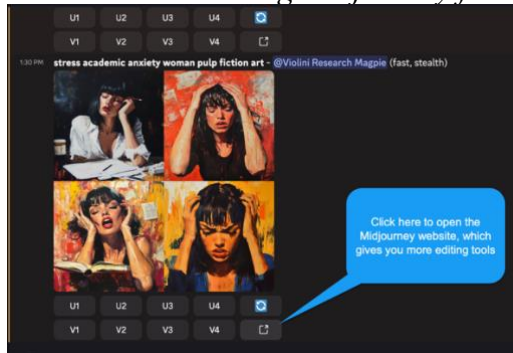 U1 U2 U3 U4
V1 V2 V3 V4
1:30 PM stress academic anxiety woman pulp fiction art - @Violini Research Magpie (fast, stealth)
Click here to open the
Midjourney website, which
gives you more editing tools
U1 U2 U3 U4
V1 V2 V3 V4